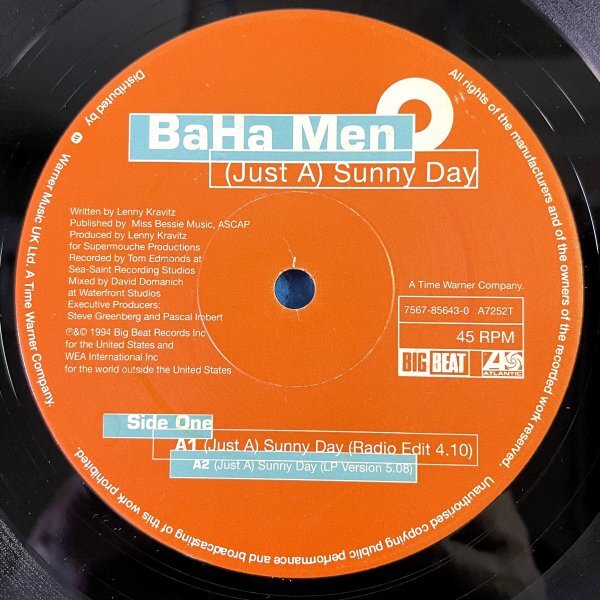 BaHa Men
(Just A) Sunny Day
Written by Lenny Kravitz
Published by Miss Bessie Music, ASCAP
Produced by Lenny Kravitz
for Supermouche Productions
Recorded by Tom Edmonds at
Sea-Saint Recording Studios
Mixed by David Domanich
at Waterfront Studios
Executive Producers:
Steve Greenberg and Pascal Imbert
℗&© 1994 Big Beat Records Inc
for the United States and
WEA International Inc
for the world outside the United States
A Time Warner Company.
7567-85643-0 A7252T
45 RPM
BIG BEAT
ATLANTIC
Side One
A1 (Just A) Sunny Day (Radio Edit 4.10)
A2 (Just A) Sunny Day (LP Version 5.08)
All rights of the manufacturers and of the owners of the recorded work reserved.
Unauthorised copying public performance and broadcasting of this work prohibited.
Distributed by Warner Music UK Ltd. A Time Warner Company.